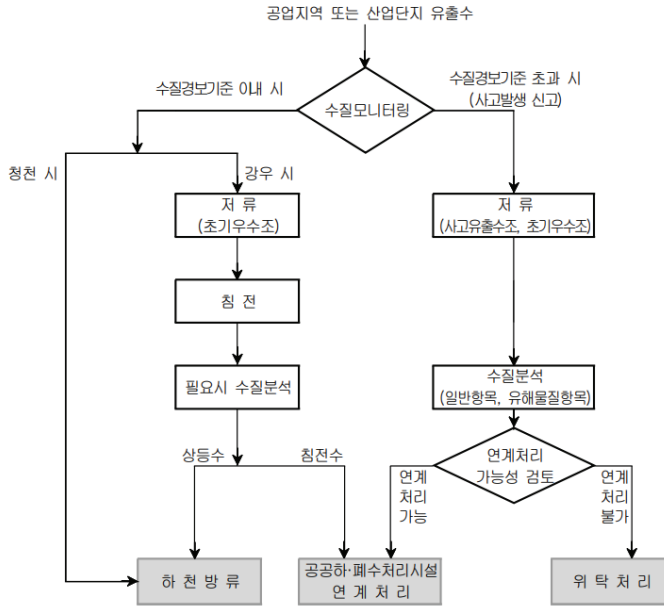 공업지역 또는 산업단지 유출수
수질경보기준 이내 시
수질경보기준 초과 시
(사고발생 신고)
수질모니터링
청천 시
강우 시
저 류
(초기우수조)
저 류
(사고유출수조, 초기우수조)
침 전
필요시 수질분석
수질분석
(일반항목, 유해물질항목)
상등수
침전수
연계처리
가능성 검토
연계
처리
가능
연계
처리
불가
하 천 방 류
공공하·폐수처리시설
연 계 처 리
위 탁 처 리